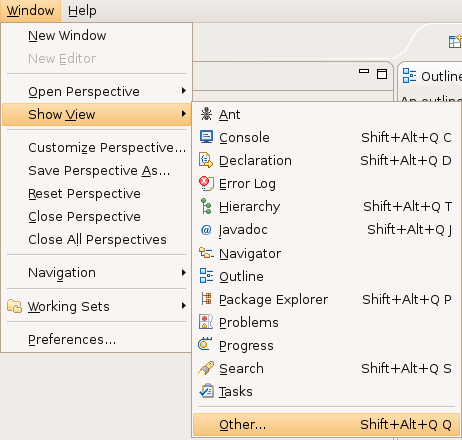 Window Help
New Window
New Editor
Open Perspective
Show View
Customize Perspective...
Save Perspective As...
Reset Perspective
Close Perspective
Close All Perspectives
Navigation
Working Sets
Preferences...
Outline
An outlin
Ant
Console Shift+Alt+Q C
Declaration Shift+Alt+Q D
Error Log
Hierarchy Shift+Alt+Q T
Javadoc Shift+Alt+Q J
Navigator
Outline
Package Explorer Shift+Alt+Q P
Problems
Progress
Search Shift+Alt+Q S
Tasks
Other... Shift+Alt+Q Q